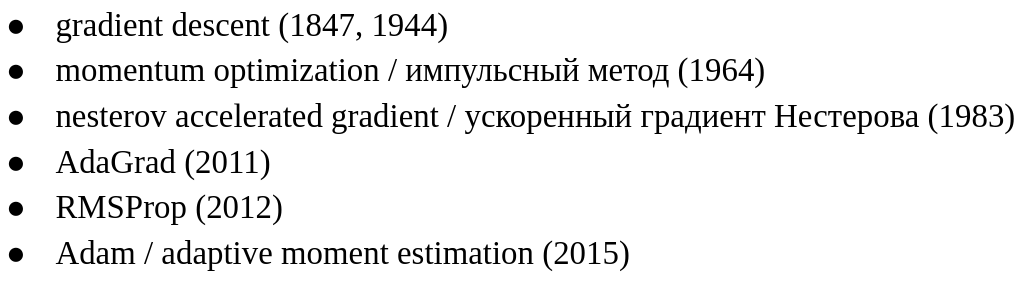 ● gradient descent (1847, 1944)
● momentum optimization / импульсный метод (1964)
● nesterov accelerated gradient / ускоренный градиент Нестерова (1983)
● AdaGrad (2011)
● RMSProp (2012)
● Adam / adaptive moment estimation (2015)